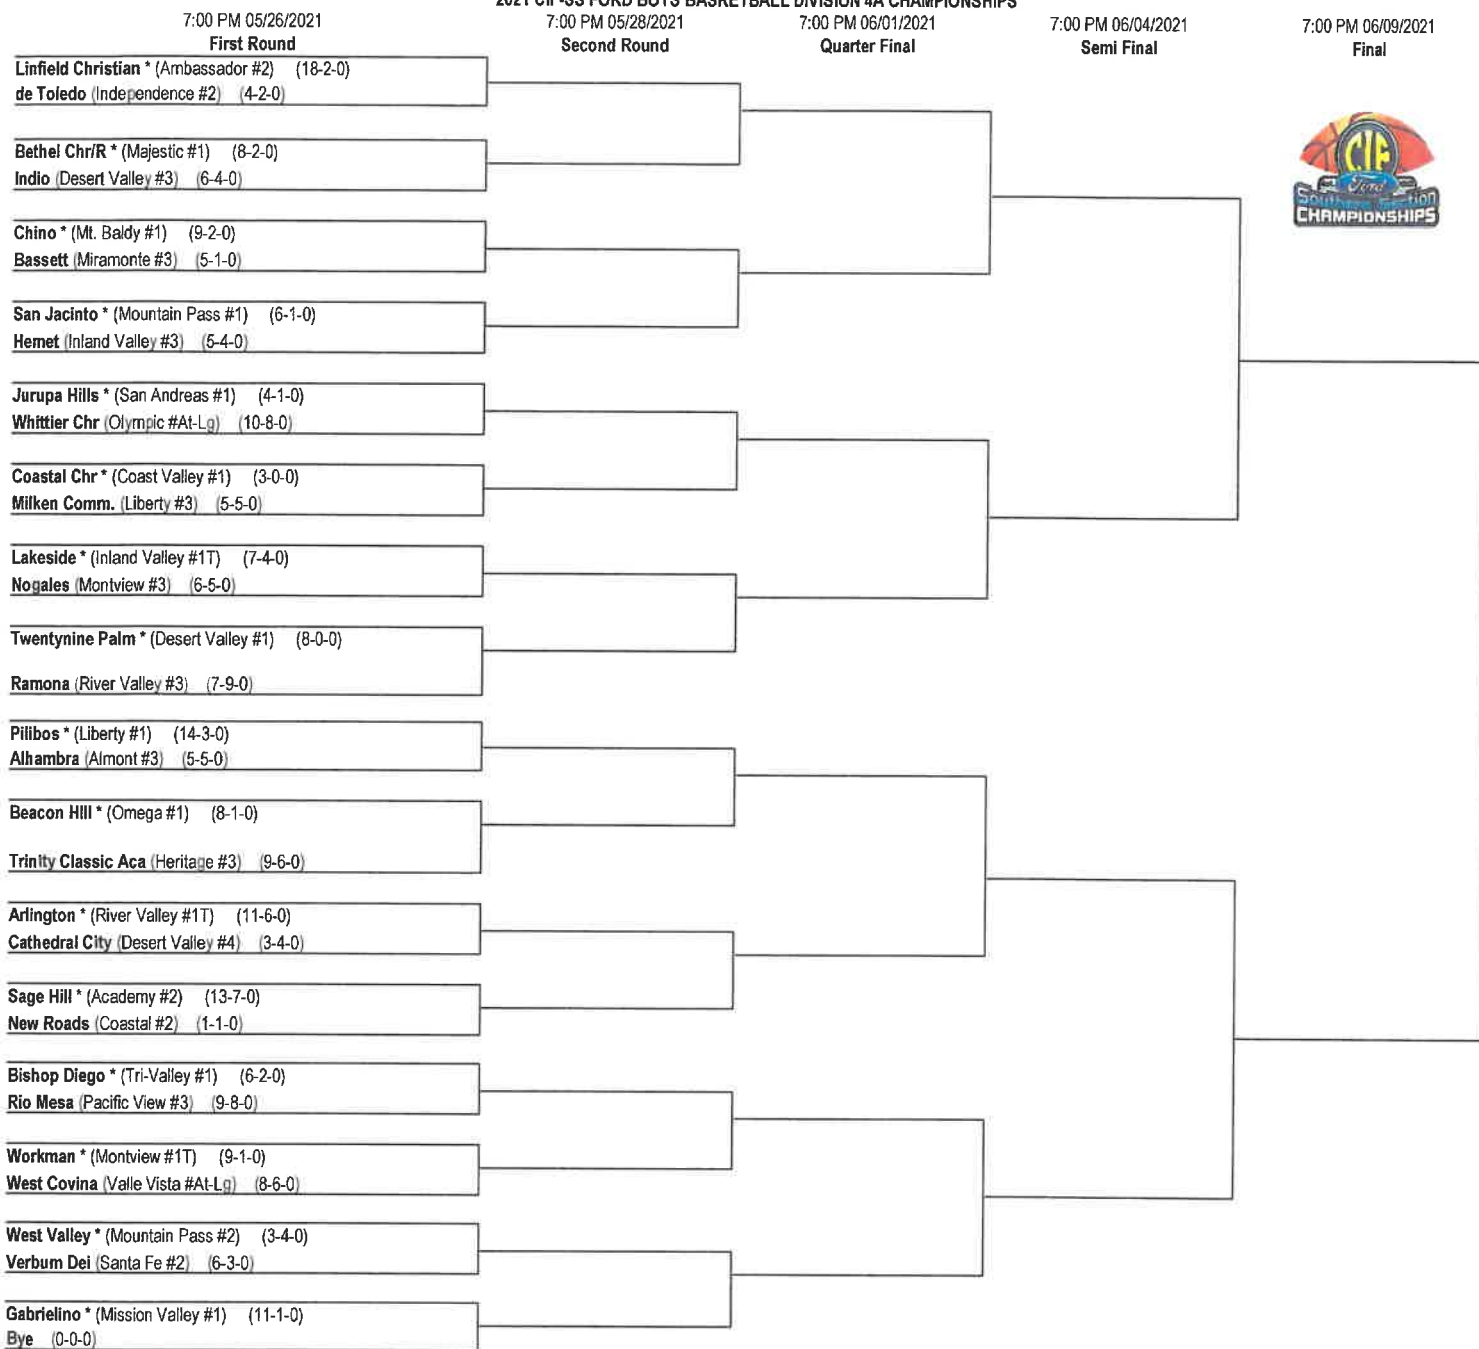 2021 CIF-SS FORD BOYS BASKETBALL DIVISION 4A CHAMPIONSHIPS
7:00 PM 05/26/2021 7:00 PM 05/28/2021 7:00 PM 06/01/2021 7:00 PM 06/04/2021 7:00 PM 06/09/2021
First Round Second Round Quarter Final Semi Final Final
Linfield Christian * (Ambassador #2) (18-2-0)
de Toledo (Independence #2) (4-2-0)
Bethel Chr/R * (Majestic #1) (8-2-0)
Indio (Desert Valley #3) (6-4-0)
CIF
Ford
Southern Section
CHAMPIONSHIPS
Chino * (Mt. Baldy #1) (9-2-0)
Bassett (Miramonte #3) (5-1-0)
San Jacinto * (Mountain Pass #1) (6-1-0)
Hemet (Inland Valley #3) (5-4-0)
Jurupa Hills * (San Andreas #1) (4-1-0)
Whittier Chr (Olympic #At-Lg) (10-8-0)
Coastal Chr * (Coast Valley #1) (3-0-0)
Milken Comm. (Liberty #3) (5-5-0)
Lakeside * (Inland Valley #1T) (7-4-0)
Nogales (Montview #3) (6-5-0)
Twentynine Palm * (Desert Valley #1) (8-0-0)
Ramona (River Valley #3) (7-9-0)
Pilibos * (Liberty #1) (14-3-0)
Alhambra (Almont #3) (5-5-0)
Beacon HIll * (Omega #1) (8-1-0)
Trinity Classic Aca (Heritage #3) (9-6-0)
Arlington * (River Valley #1T) (11-6-0)
Cathedral City (Desert Valley #4) (3-4-0)
Sage Hill * (Academy #2) (13-7-0)
New Roads (Coastal #2) (1-1-0)
Bishop Diego * (Tri-Valley #1) (6-2-0)
Rio Mesa (Pacific View #3) (9-8-0)
Workman * (Montview #1T) (9-1-0)
West Covina (Valle Vista #At-Lg) (8-6-0)
West Valley * (Mountain Pass #2) (3-4-0)
Verbum Dei (Santa Fe #2) (6-3-0)
Gabrielino * (Mission Valley #1) (11-1-0)
Bye (0-0-0)